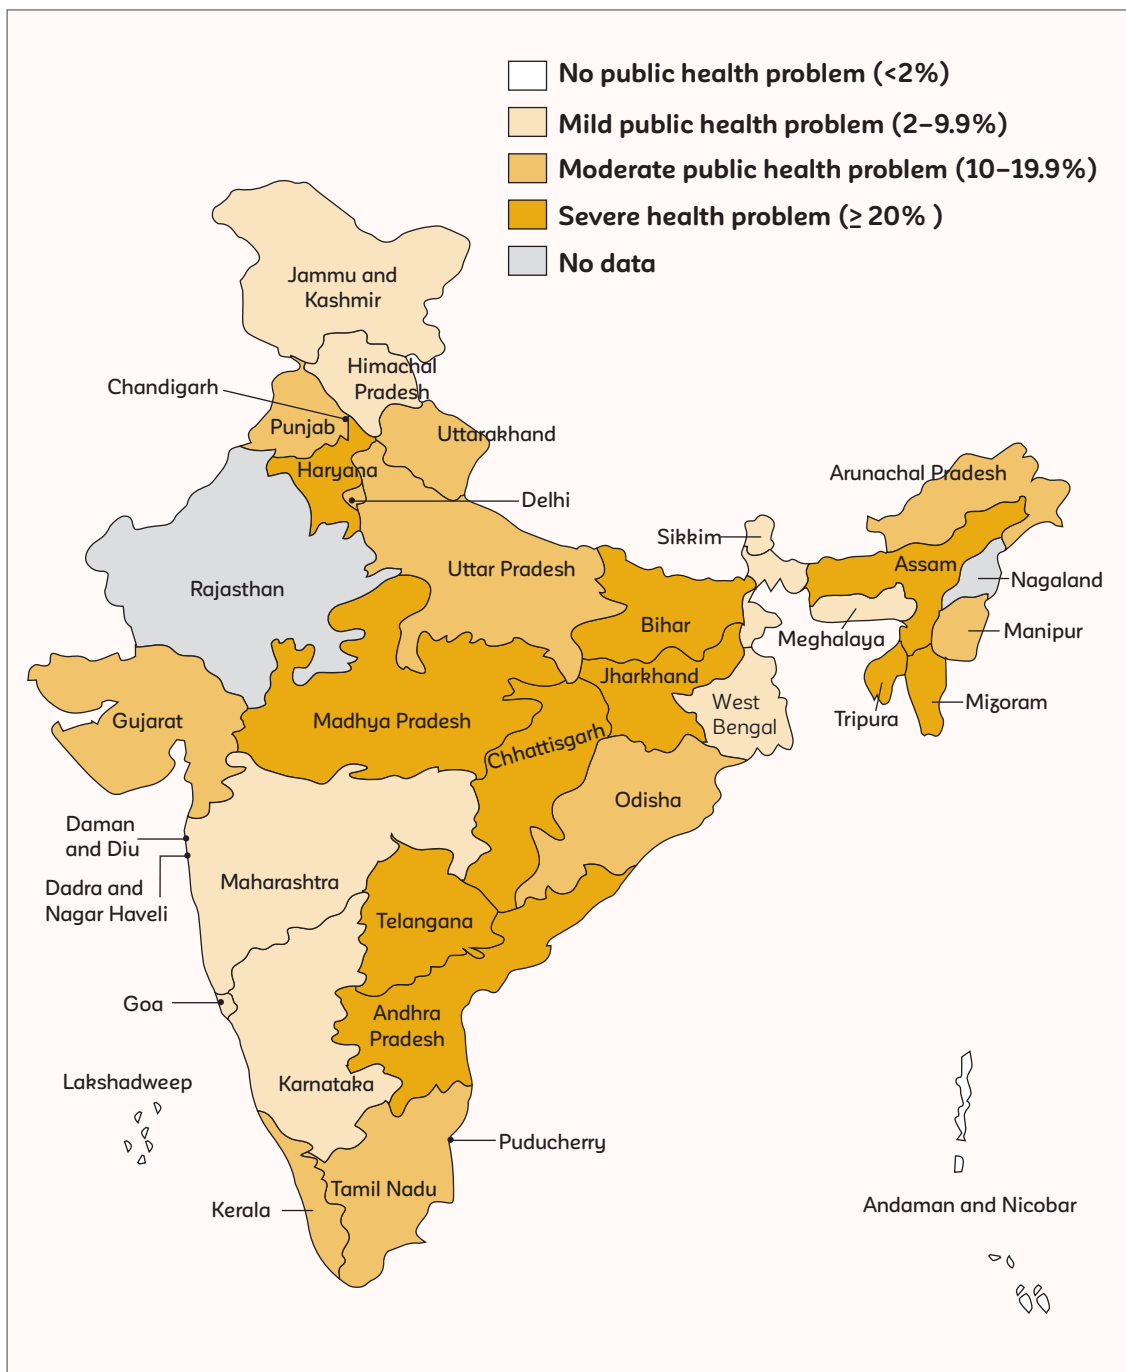 No public health problem (<2%)
Mild public health problem (2–9.9%)
Moderate public health problem (10–19.9%)
Severe health problem (≥ 20% )
No data
Jammu and
Kashmir
Himachal
Pradesh
Chandigarh
Punjab
Uttarakhand
Haryana
Arunachal Pradesh
Delhi
Sikkim
Uttar Pradesh
Assam
Nagaland
Rajasthan
Bihar
Meghalaya
Manipur
Jharkhand
West
Bengal
Mizoram
Tripura
Gujarat
Madhya Pradesh
Chhattisgarh
Odisha
Daman
and Diu
Dadra and
Nagar Haveli
Maharashtra
Telangana
Goa
Andhra
Pradesh
Lakshadweep
Karnataka
Puducherry
Tamil Nadu
Kerala
Andaman and Nicobar